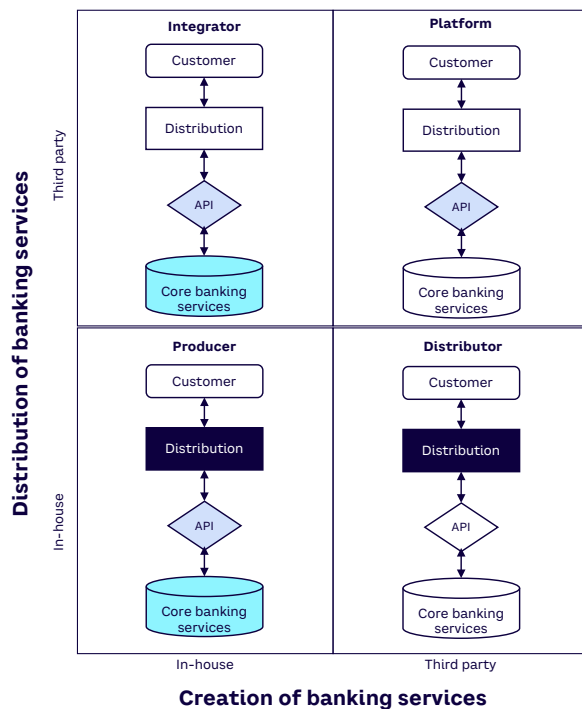 Integrator
Customer
Distribution
API
Core banking
services
Platform
Customer
Distribution
API
Core banking
services
Producer
Customer
Distribution
API
Core banking
services
Distributor
Customer
Distribution
API
Core banking
services
Distribution of banking services
Third party
In-house
In-house
Third party
Creation of banking services